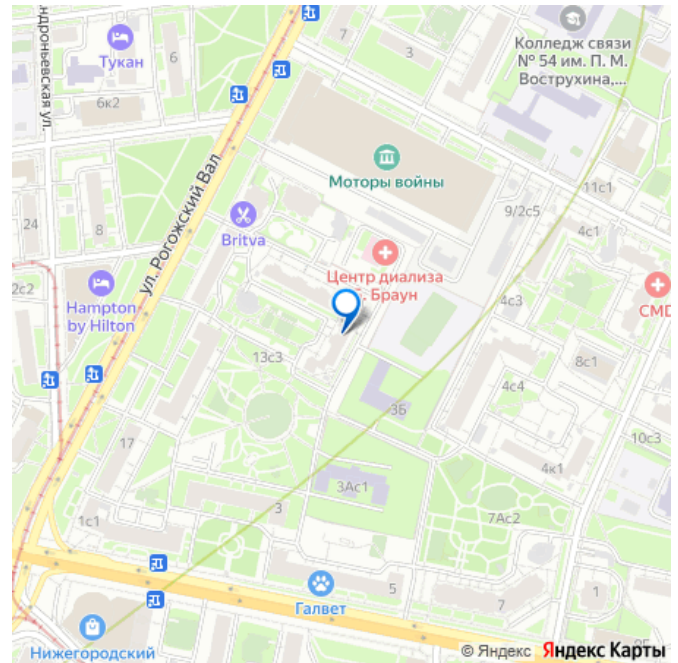 ндроньевская ул.
Тукан
6
6к2
7
3
Колледж связи
№ 54 им. П. М.
Вострухина,...
Моторы войны
11с1
9/2с5
4с1
24
8
ул. Рогожский Вал
Britva
Центр диализа
Браун
Hampton
by Hilton
2с2
4с3
CMD
13с3
8с1
4с4
3Б
10с3
17
4к1
3Ас1
3
7Ас2
1с1
Галвет
5
7
1
Нижегородский
© Яндекс Яндекс Карты